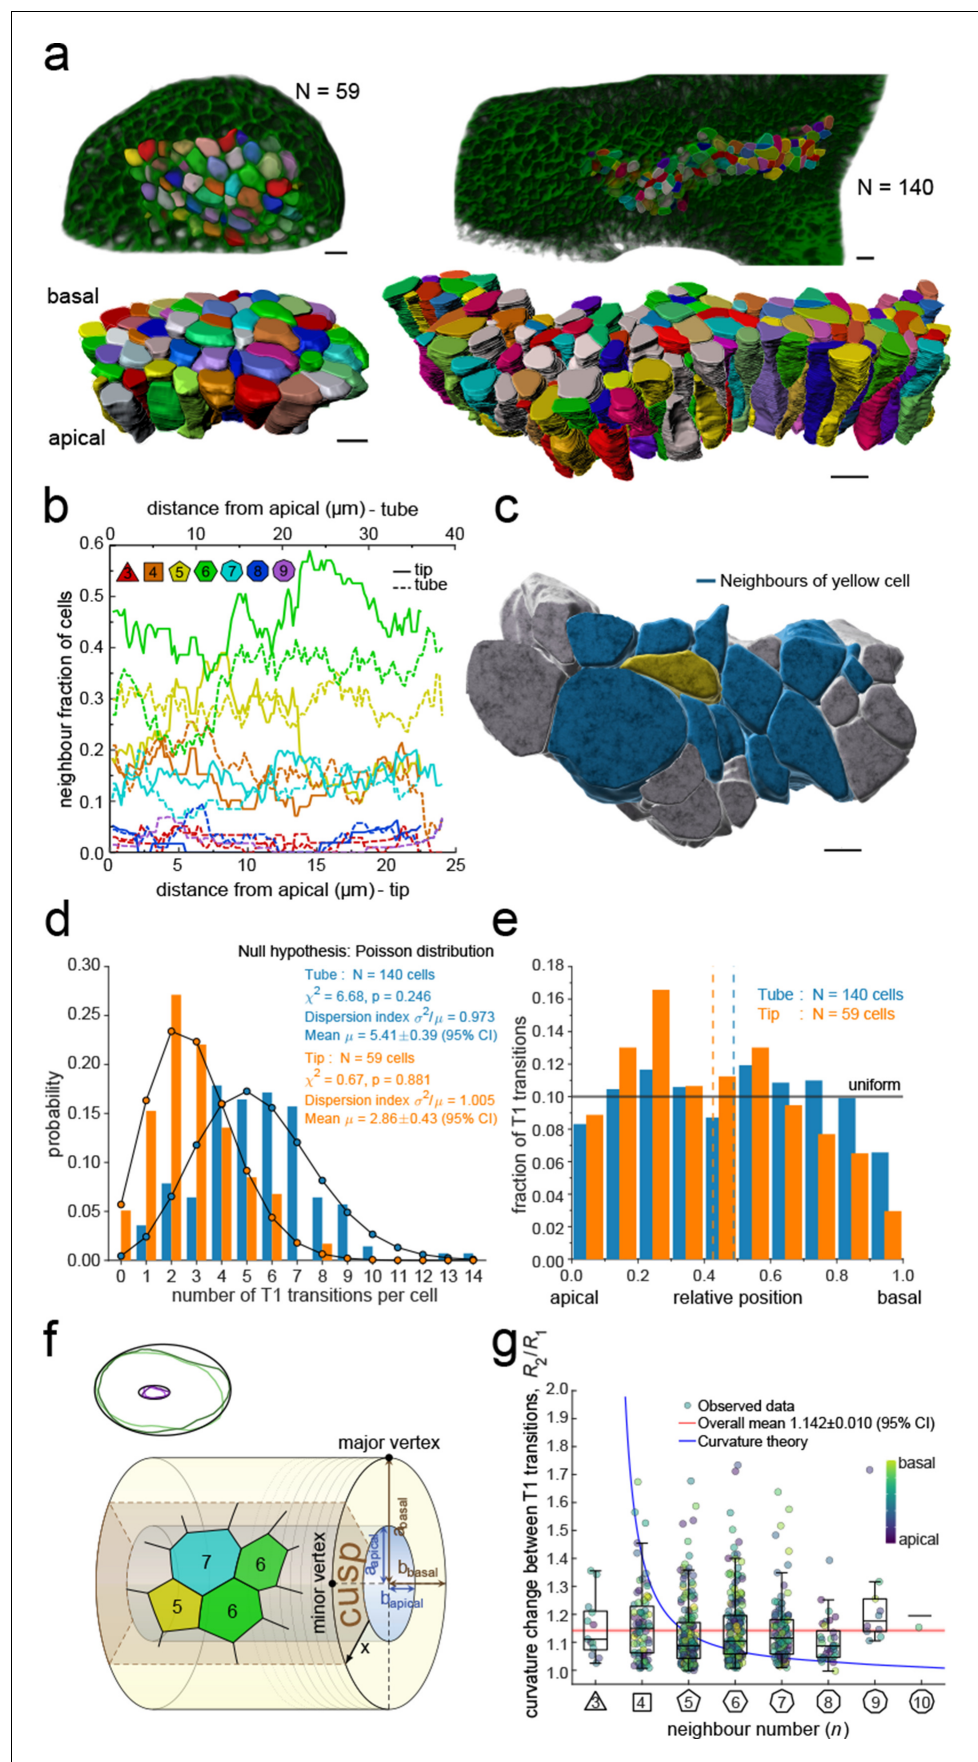 a
N = 59
N = 140
basal
apical
b
distance from apical (µm) - tube
0 10 20 30 40
0.6
0.5
0.4
0.3
0.2
0.1
0.0
neighbour fraction of cells
3 4 5 6 7 8 9
tip
tube
0 5 10 15 20 25
distance from apical (µm) - tip
c
Neighbours of yellow cell
d
Null hypothesis: Poisson distribution
Tube : N = 140 cells
χ² = 6.68, p = 0.246
Dispersion index σ²/μ = 0.973
Mean μ = 5.41±0.39 (95% CI)
Tip : N = 59 cells
χ² = 0.67, p = 0.881
Dispersion index σ²/μ = 1.005
Mean μ = 2.86±0.43 (95% CI)
0.30
0.25
0.20
0.15
0.10
0.05
0.00
probability
0 1 2 3 4 5 6 7 8 9 10 11 12 13 14
number of T1 transitions per cell
e
0.18
0.16
0.14
0.12
0.10
0.08
0.06
0.04
0.02
0.00
fraction of T1 transitions
Tube : N = 140 cells
Tip : N = 59 cells
uniform
0.0 0.2 0.4 0.6 0.8 1.0
apical relative position basal
f
major vertex
minor vertex
cusp
a basal
a apical
b basal
b apical
x
7
6
5
6
g
curvature change between T1 transitions, R₂/R₁
2.0
1.9
1.8
1.7
1.6
1.5
1.4
1.3
1.2
1.1
1.0
Observed data
Overall mean 1.142±0.010 (95% CI)
Curvature theory
basal
apical
3 4 5 6 7 8 9 10
neighbour number (n)